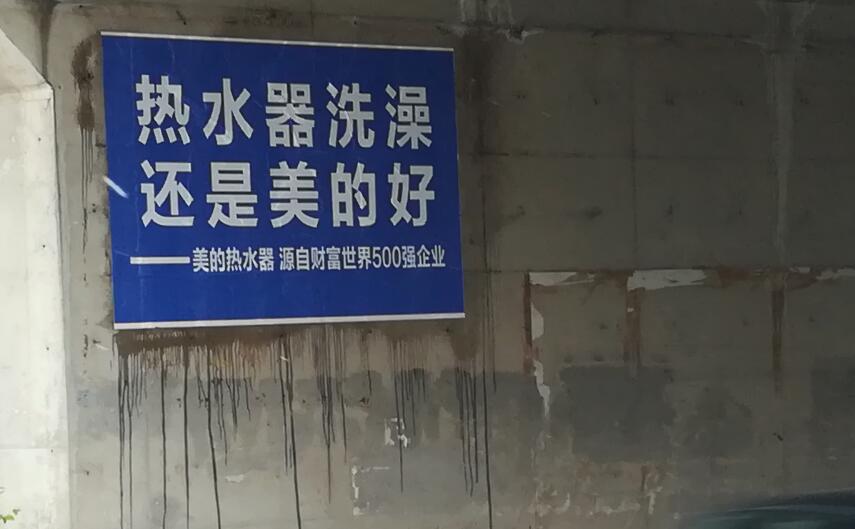 热水器洗澡
还是美的好
——美的热水器 源自财富世界500强企业